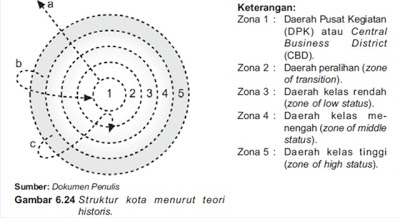 a
b
c
1 2 3 4 5
Sumber: Dokumen Penulis
Gambar 6.24 Struktur kota menurut teori
historis.
Keterangan:
Zona 1 : Daerah Pusat Kegiatan
(DPK) atau Central
Business District
(CBD).
Zona 2 : Daerah peralihan (zone
of transition).
Zona 3 : Daerah kelas rendah
(zone of low status).
Zona 4 : Daerah kelas me-
nengah (zone of middle
status).
Zona 5 : Daerah kelas tinggi
(zone of high status).